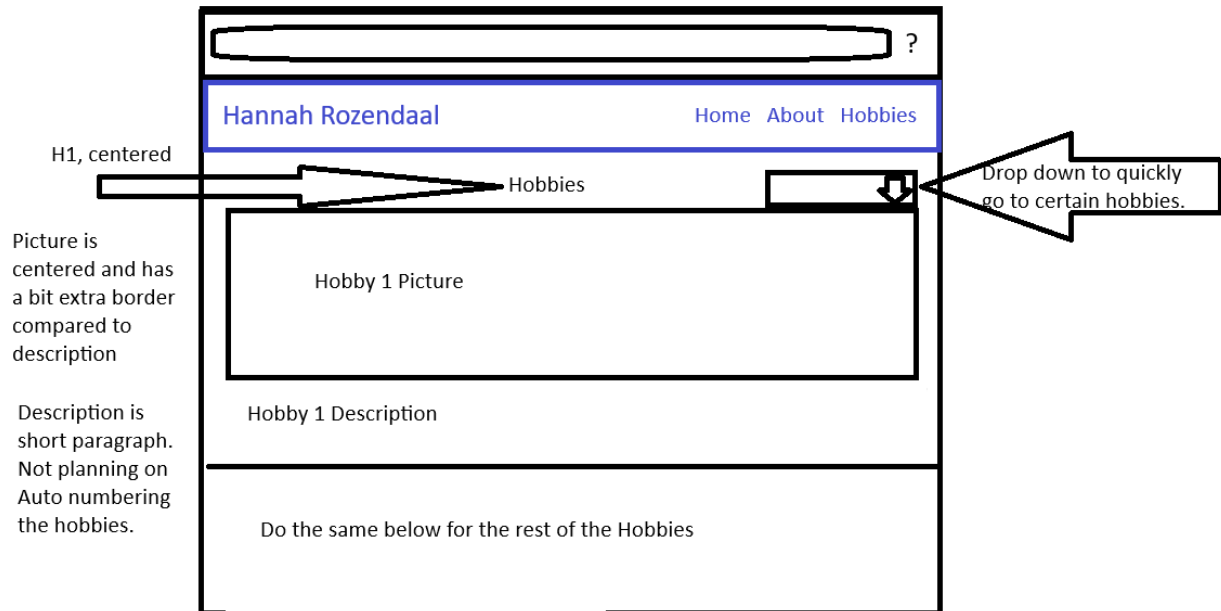 ?
Hannah Rozendaal
Home About Hobbies
H1, centered
Hobbies
Drop down to quickly
go to certain hobbies.
Picture is
centered and has
a bit extra border
compared to
description
Hobby 1 Picture
Description is
short paragraph.
Not planning on
Auto numbering
the hobbies.
Hobby 1 Description
Do the same below for the rest of the Hobbies